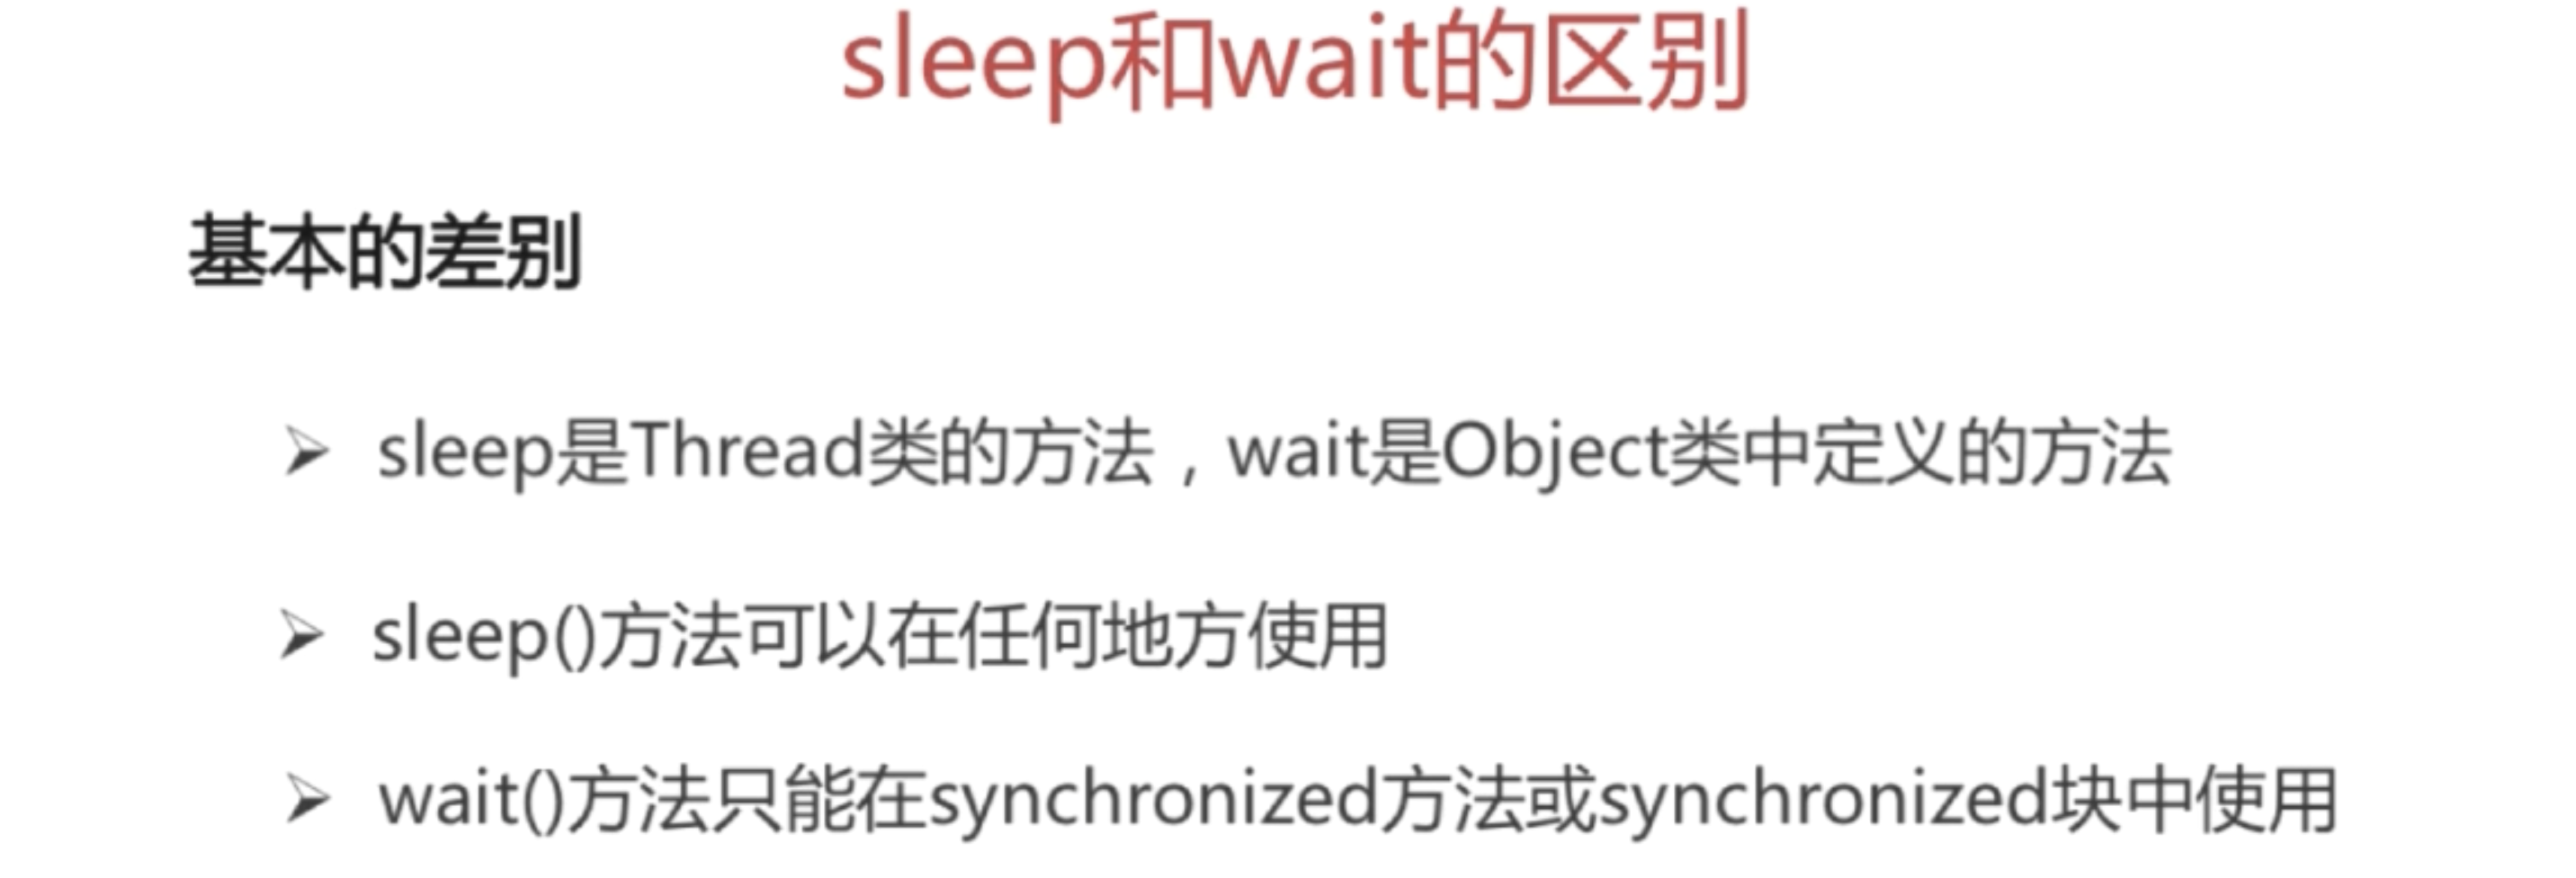 sleep和wait的区别
基本的差别
➢ sleep是Thread类的方法，wait是Object类中定义的方法
➢ sleep()方法可以在任何地方使用
➢ wait()方法只能在synchronized方法或synchronized块中使用